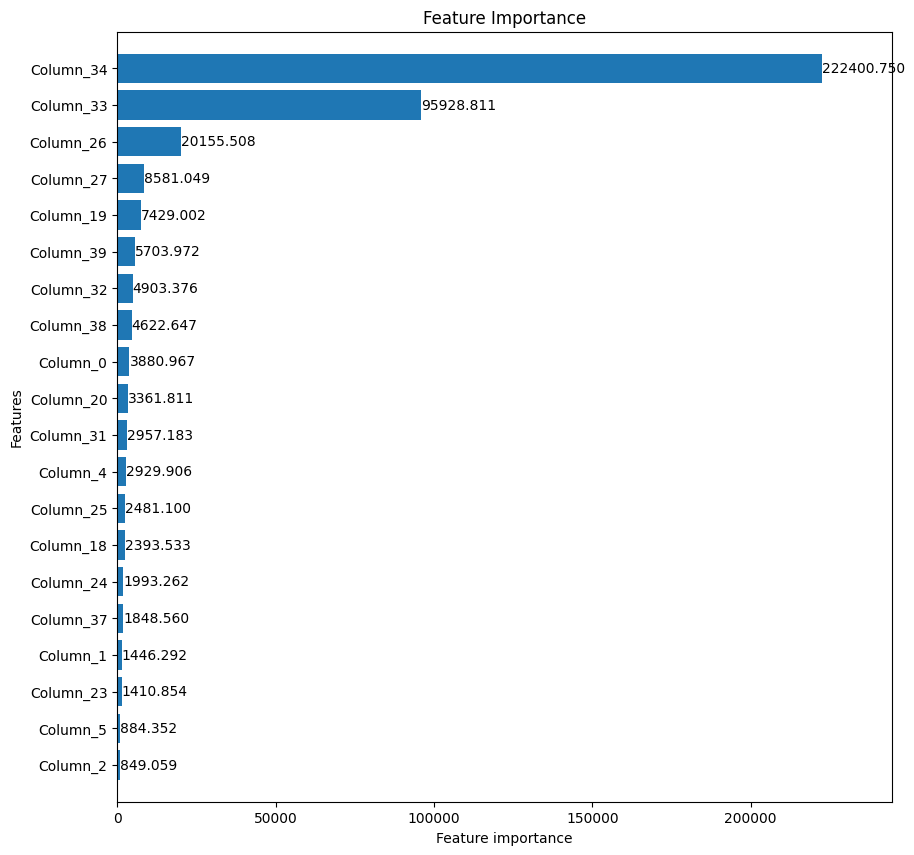 Feature Importance
Column_34 222400.750
Column_33 95928.811
Column_26 20155.508
Column_27 8581.049
Column_19 7429.002
Column_39 5703.972
Column_32 4903.376
Column_38 4622.647
Column_0 3880.967
Column_20 3361.811
Column_31 2957.183
Column_4 2929.906
Column_25 2481.100
Column_18 2393.533
Column_24 1993.262
Column_37 1848.560
Column_1 1446.292
Column_23 1410.854
Column_5 884.352
Column_2 849.059
Features
0 50000 100000 150000 200000
Feature importance